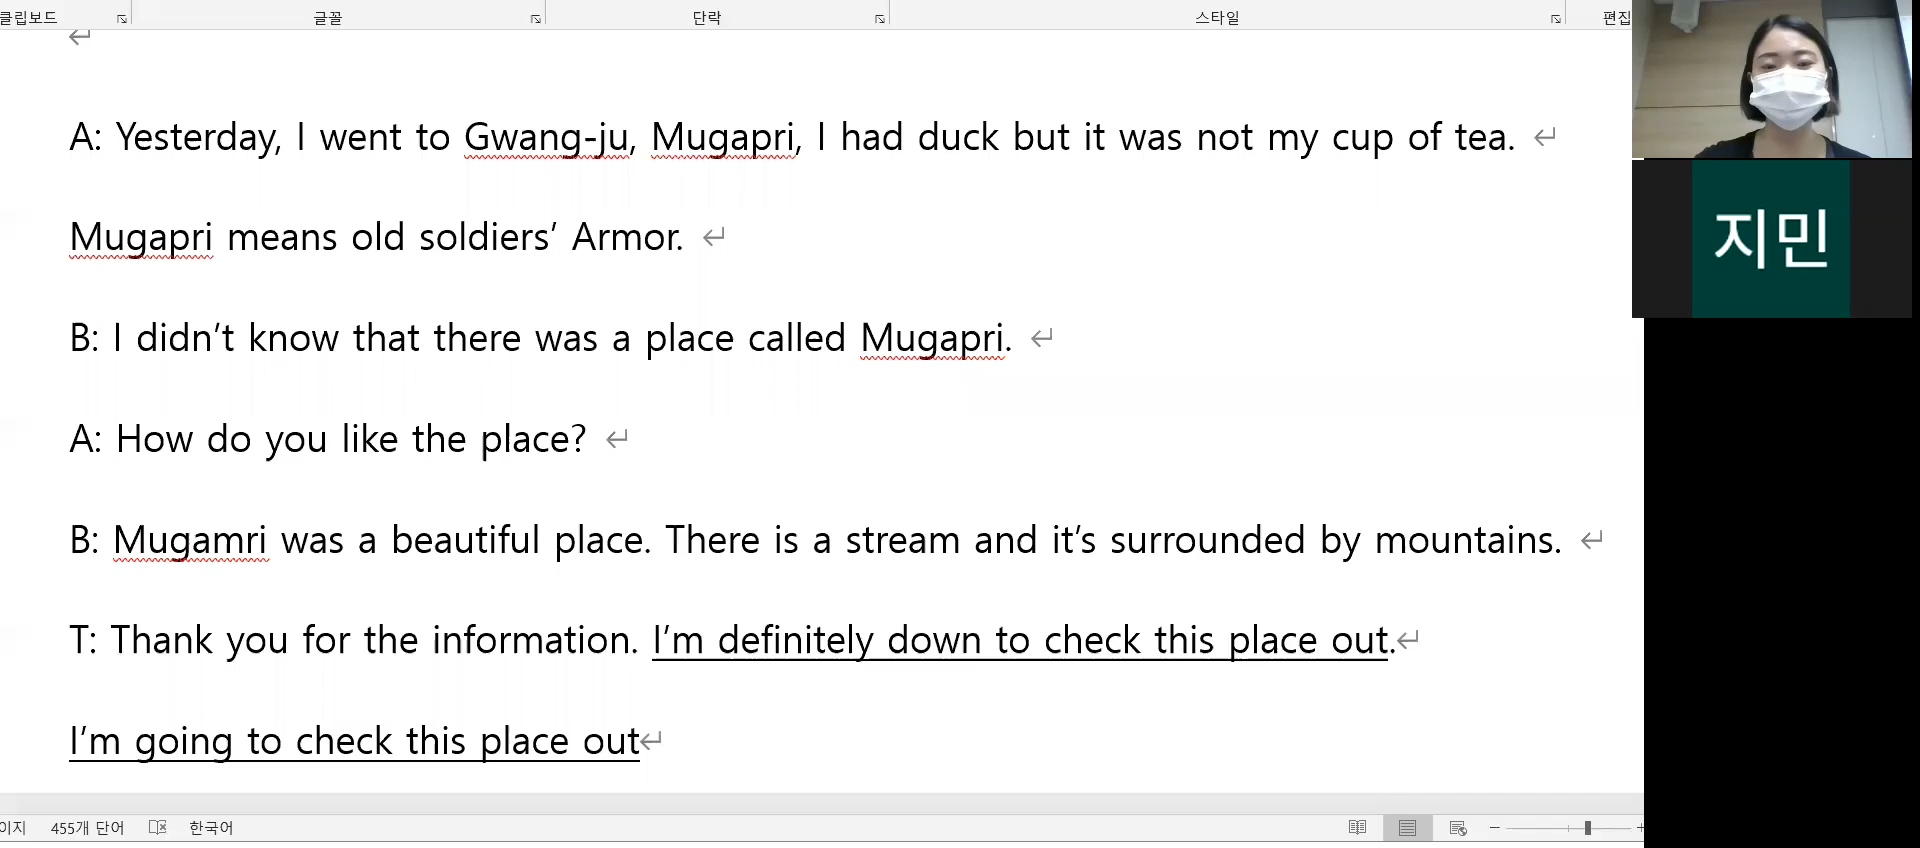 클립보드 글꼴 단락 스타일 편집
A: Yesterday, I went to Gwang-ju, Mugapri, I had duck but it was not my cup of tea.
Mugapri means old soldiers’ Armor.
B: I didn’t know that there was a place called Mugapri.
A: How do you like the place?
B: Mugamri was a beautiful place. There is a stream and it’s surrounded by mountains.
T: Thank you for the information. I’m definitely down to check this place out.
I’m going to check this place out
지민
이지 455개 단어 한국어